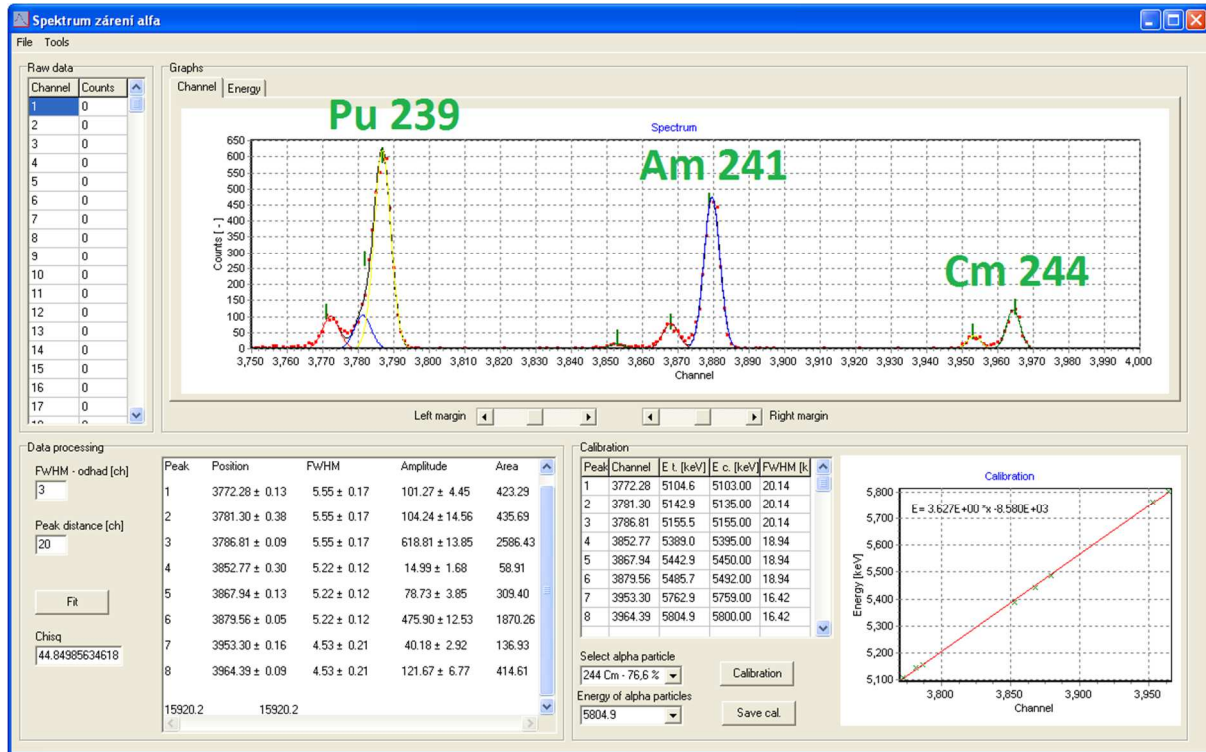 Spektrum zárení alfa
File Tools
Raw data
Channel Counts
1 0
2 0
3 0
4 0
5 0
6 0
7 0
8 0
9 0
10 0
11 0
12 0
13 0
14 0
15 0
16 0
17 0
Graphs
Channel Energy
Spectrum
Pu 239
Am 241
Cm 244
Counts [ - ]
650
600
550
500
450
400
350
300
250
200
150
100
50
0
3,750 3,760 3,770 3,780 3,790 3,800 3,810 3,820 3,830 3,840 3,850 3,860 3,870 3,880 3,890 3,900 3,910 3,920 3,930 3,940 3,950 3,960 3,970 3,980 3,990 4,000
Channel
Left margin Right margin
Data processing
FWHM - odhad [ch]
3
Peak distance [ch]
20
Fit
Chisq
44.84985634618
Peak Position FWHM Amplitude Area
1 3772.28 ± 0.13 5.55 ± 0.17 101.27 ± 4.45 423.29
2 3781.30 ± 0.38 5.55 ± 0.17 104.24 ± 14.56 435.69
3 3786.81 ± 0.09 5.55 ± 0.17 618.81 ± 13.85 2586.43
4 3852.77 ± 0.30 5.22 ± 0.12 14.99 ± 1.68 58.91
5 3867.94 ± 0.13 5.22 ± 0.12 78.73 ± 3.85 309.40
6 3879.56 ± 0.05 5.22 ± 0.12 475.90 ± 12.53 1870.26
7 3953.30 ± 0.16 4.53 ± 0.21 40.18 ± 2.92 136.93
8 3964.39 ± 0.09 4.53 ± 0.21 121.67 ± 6.77 414.61
15920.2 15920.2
Calibration
Peak Channel E t. [keV] E c. [keV] FWHM [k
1 3772.28 5104.6 5103.00 20.14
2 3781.30 5142.9 5135.00 20.14
3 3786.81 5155.5 5155.00 20.14
4 3852.77 5389.0 5395.00 18.94
5 3867.94 5442.9 5450.00 18.94
6 3879.56 5485.7 5492.00 18.94
7 3953.30 5762.9 5759.00 16.42
8 3964.39 5804.9 5800.00 16.42
Select alpha particle
244 Cm - 76,6 %
Calibration
Energy of alpha particles
5804.9
Save cal.
Calibration
E= 3.627E+00 *x -8.580E+03
Energy [keV]
5,800
5,700
5,600
5,500
5,400
5,300
5,200
5,100
3,800 3,850 3,900 3,950
Channel